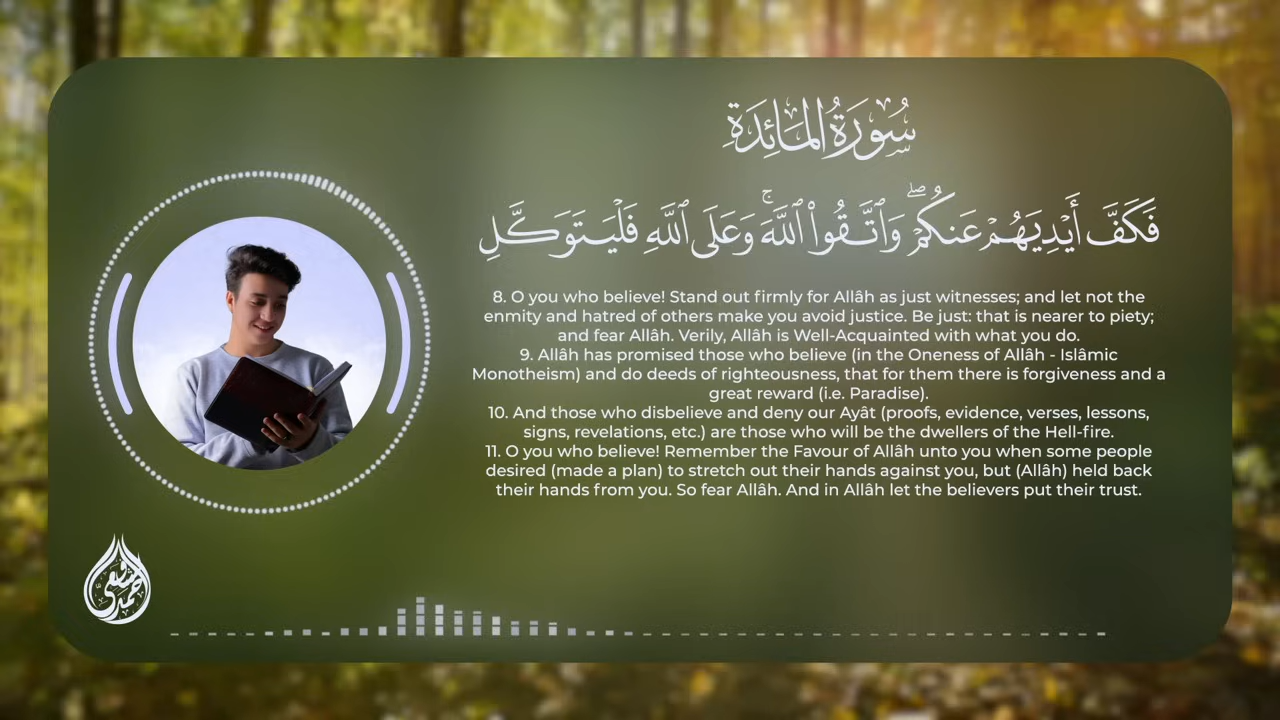 سُورَةُ المَائِدَة
فَكَفَّ أَيۡدِيَهُمۡ عَنكُمۡۖ وَٱتَّقُواْ ٱللَّهَۚ وَعَلَى ٱللَّهِ فَلۡيَتَوَكَّلِ
8. O you who believe! Stand out firmly for Allâh as just witnesses; and let not the
enmity and hatred of others make you avoid justice. Be just: that is nearer to piety;
and fear Allâh. Verily, Allâh is Well-Acquainted with what you do.
9. Allâh has promised those who believe (in the Oneness of Allâh - Islâmic
Monotheism) and do deeds of righteousness, that for them there is forgiveness and a
great reward (i.e. Paradise).
10. And those who disbelieve and deny our Ayât (proofs, evidence, verses, lessons,
signs, revelations, etc.) are those who will be the dwellers of the Hell-fire.
11. O you who believe! Remember the Favour of Allâh unto you when some people
desired (made a plan) to stretch out their hands against you, but (Allâh) held back
their hands from you. So fear Allâh. And in Allâh let the believers put their trust.